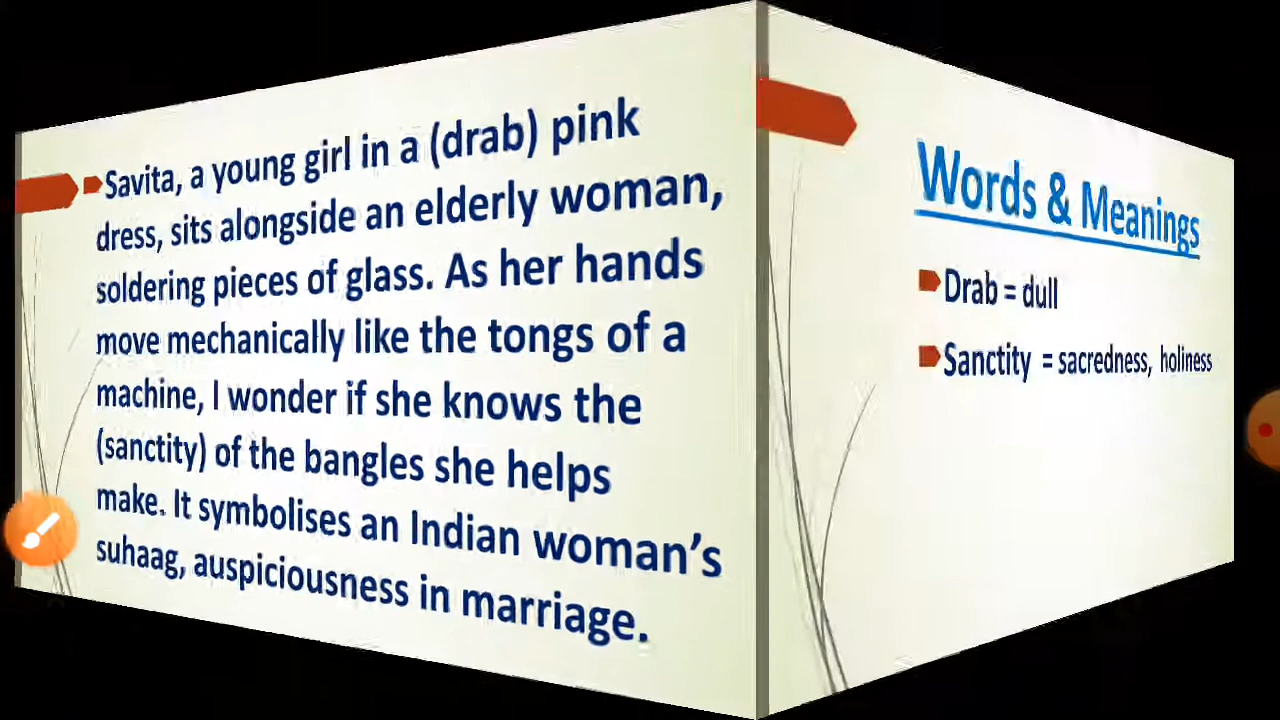 Savita, a young girl in a (drab) pink
dress, sits alongside an elderly woman,
soldering pieces of glass. As her hands
move mechanically like the tongs of a
machine, I wonder if she knows the
(sanctity) of the bangles she helps
make. It symbolises an Indian woman's
suhaag, auspiciousness in marriage.
Words & Meanings
Drab = dull
Sanctity = sacredness, holiness